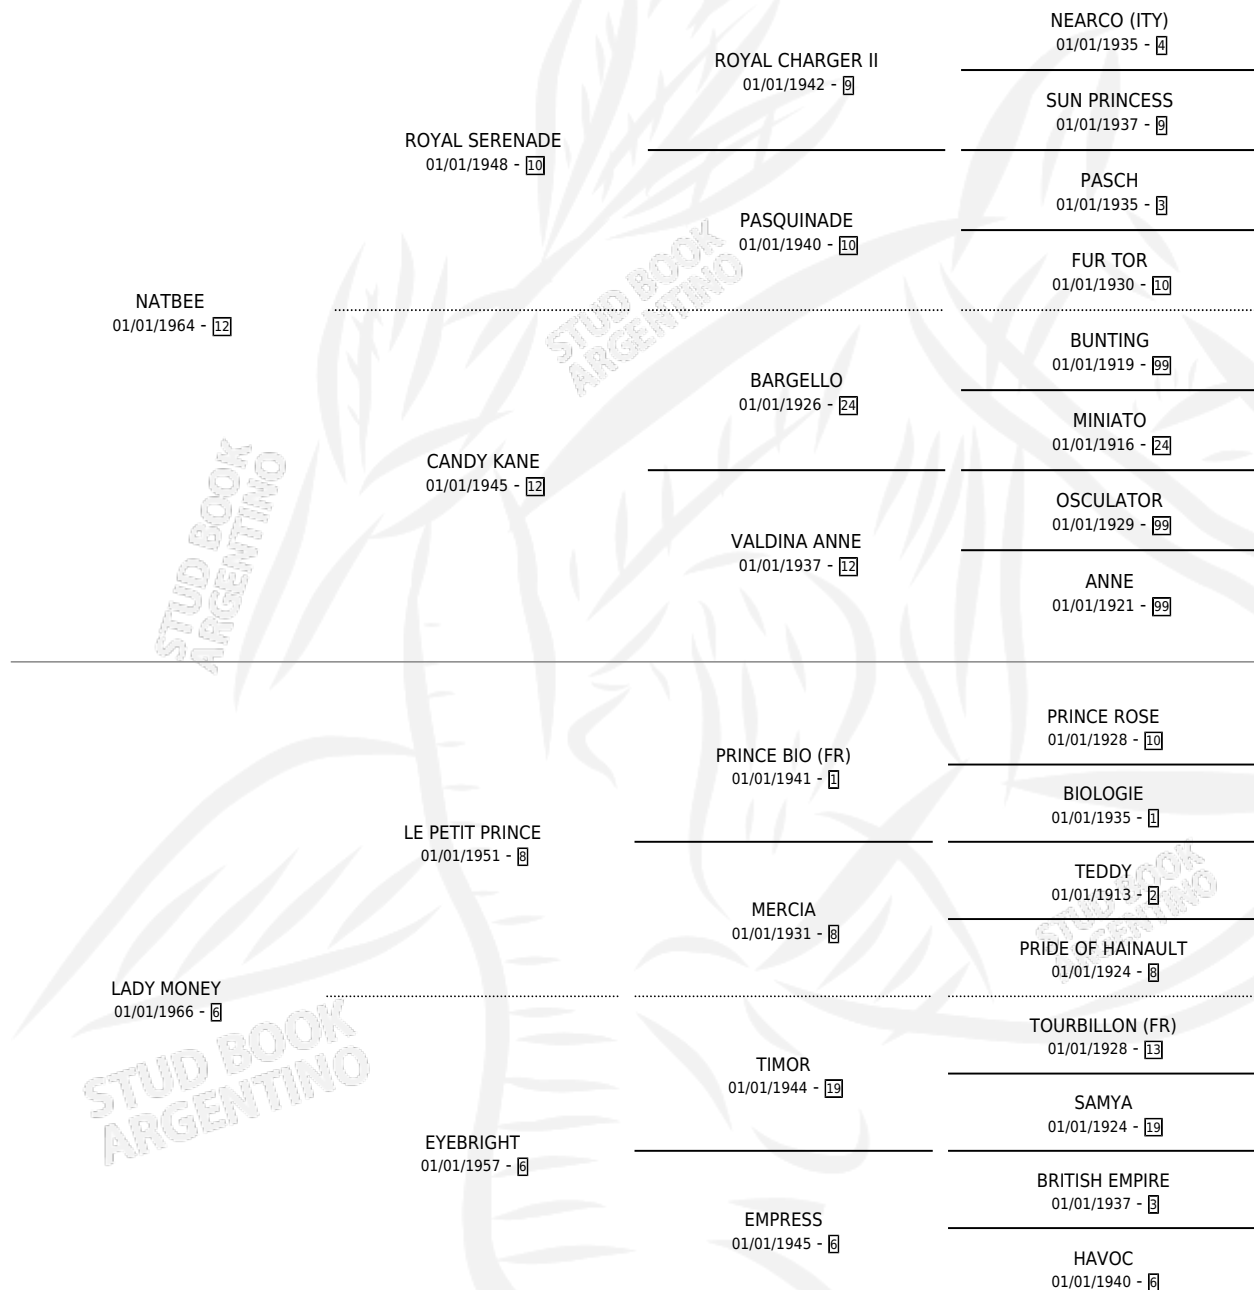 NEARCO (ITY)
01/01/1935 - 4
ROYAL CHARGER II
01/01/1942 - 9
SUN PRINCESS
01/01/1937 - 9
ROYAL SERENADE
01/01/1948 - 10
PASCH
01/01/1935 - 3
PASQUINADE
01/01/1940 - 10
FUR TOR
01/01/1930 - 10
NATBEE
01/01/1964 - 12
BUNTING
01/01/1919 - 99
BARGELLO
01/01/1926 - 24
MINIATO
01/01/1916 - 24
CANDY KANE
01/01/1945 - 12
OSCULATOR
01/01/1929 - 99
VALDINA ANNE
01/01/1937 - 12
ANNE
01/01/1921 - 99
PRINCE ROSE
01/01/1928 - 10
PRINCE BIO (FR)
01/01/1941 - 1
BIOLOGIE
01/01/1935 - 1
LE PETIT PRINCE
01/01/1951 - 8
TEDDY
01/01/1913 - 2
MERCIA
01/01/1931 - 8
PRIDE OF HAINAULT
01/01/1924 - 8
LADY MONEY
01/01/1966 - 6
TOURBILLON (FR)
01/01/1928 - 13
TIMOR
01/01/1944 - 19
SAMYA
01/01/1924 - 19
EYEBRIGHT
01/01/1957 - 6
BRITISH EMPIRE
01/01/1937 - 3
EMPRESS
01/01/1945 - 6
HAVOC
01/01/1940 - 6
STUD BOOK
ARGENTINO
STUD BOOK
ARGENTINO
STUD BOOK
ARGENTINO
STUD BOOK
ARGENTINO